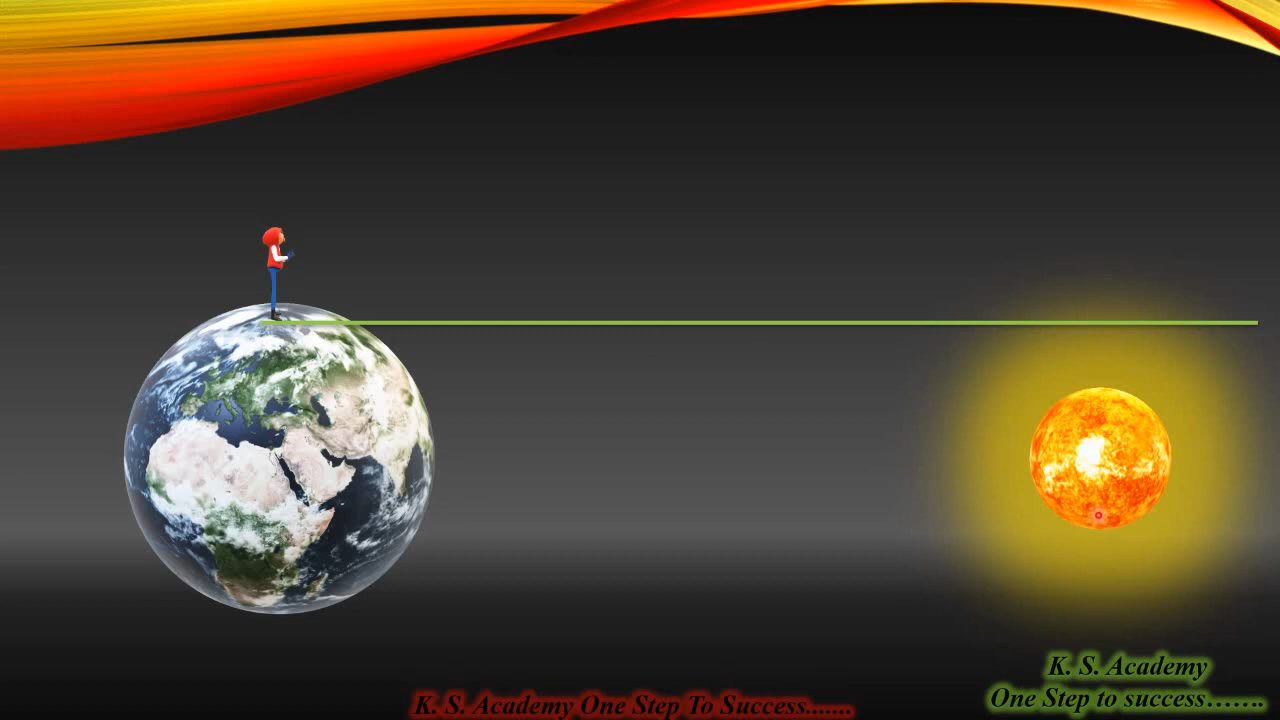 K. S. Academy
One Step to success…….
K. S. Academy One Step To Success.......